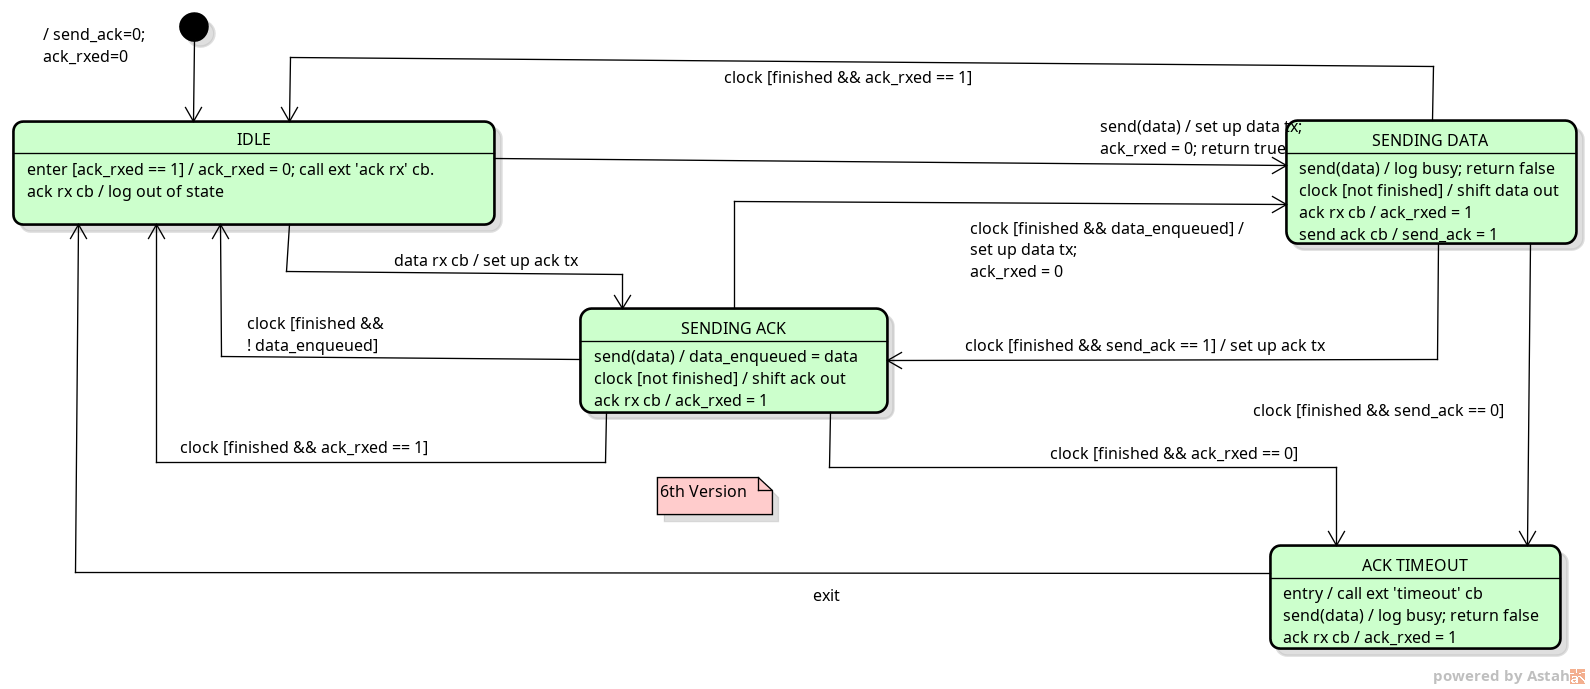 / send_ack=0;
ack_rxed=0
clock [finished && ack_rxed == 1]
IDLE
enter [ack_rxed == 1] / ack_rxed = 0; call ext 'ack rx' cb.
ack rx cb / log out of state
send(data) / set up data tx;
ack_rxed = 0; return true
SENDING DATA
send(data) / log busy; return false
clock [not finished] / shift data out
ack rx cb / ack_rxed = 1
send ack cb / send_ack = 1
clock [finished && data_enqueued] /
set up data tx;
ack_rxed = 0
data rx cb / set up ack tx
clock [finished &&
! data_enqueued]
SENDING ACK
send(data) / data_enqueued = data
clock [not finished] / shift ack out
ack rx cb / ack_rxed = 1
clock [finished && send_ack == 1] / set up ack tx
clock [finished && send_ack == 0]
clock [finished && ack_rxed == 1]
clock [finished && ack_rxed == 0]
6th Version
ACK TIMEOUT
entry / call ext 'timeout' cb
send(data) / log busy; return false
ack rx cb / ack_rxed = 1
exit
powered by Astah